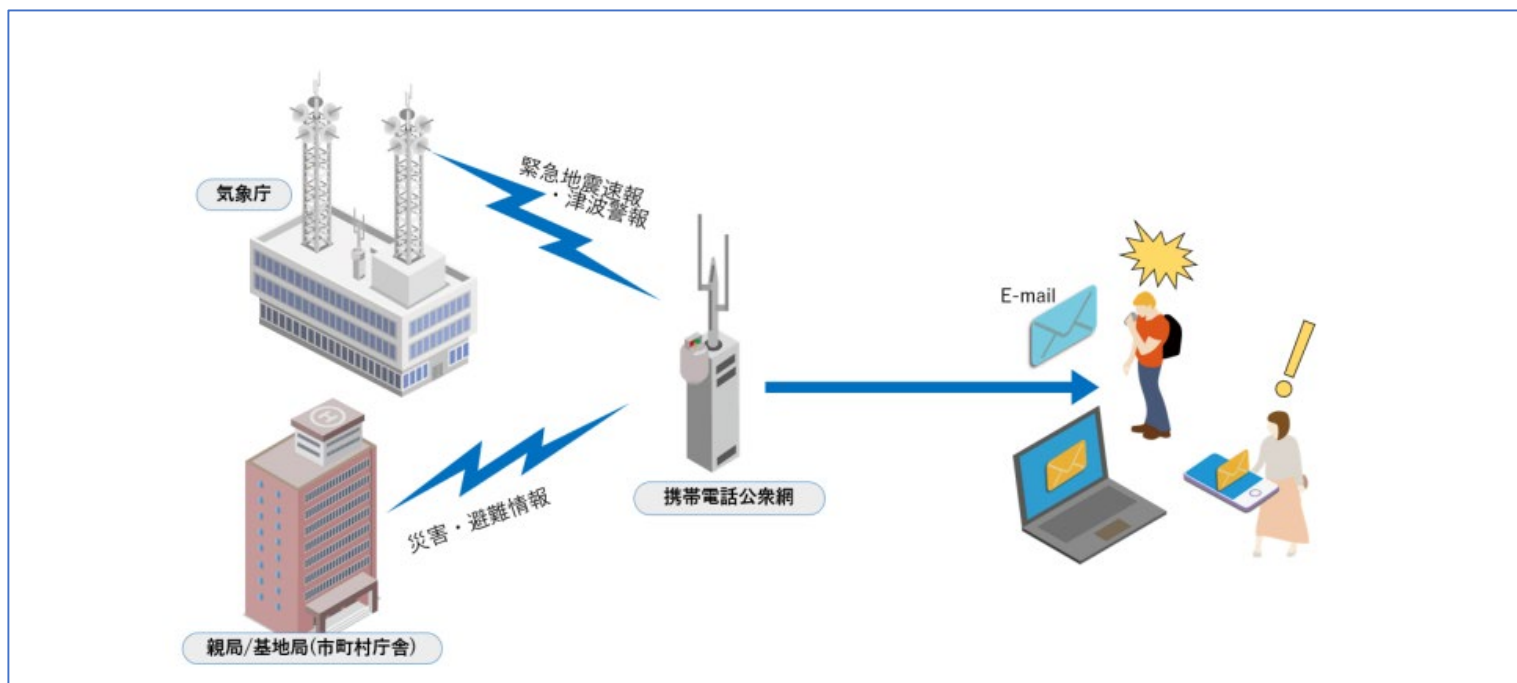 緊急地震速報
・津波警報
気象庁
E-mail
携帯電話公衆網
災害・避難情報
親局/基地局(市町村庁舎)
H